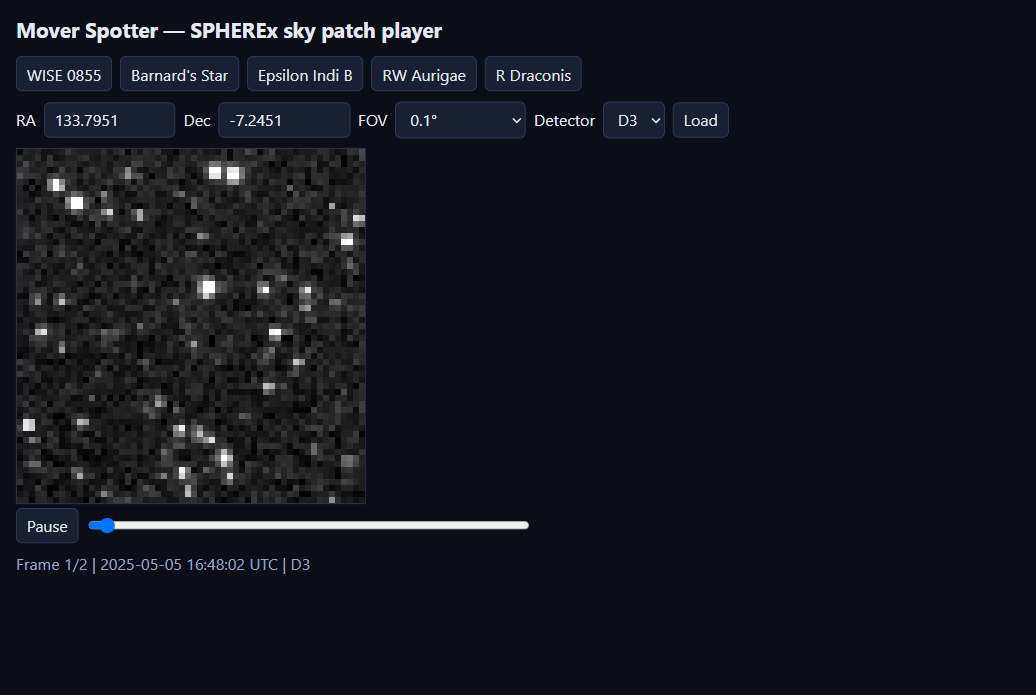 Mover Spotter — SPHEREx sky patch player
WISE 0855 Barnard's Star Epsilon Indi B RW Aurigae R Draconis
RA 133.7951 Dec -7.2451 FOV 0.1° Detector D3 Load
Pause
Frame 1/2 | 2025-05-05 16:48:02 UTC | D3